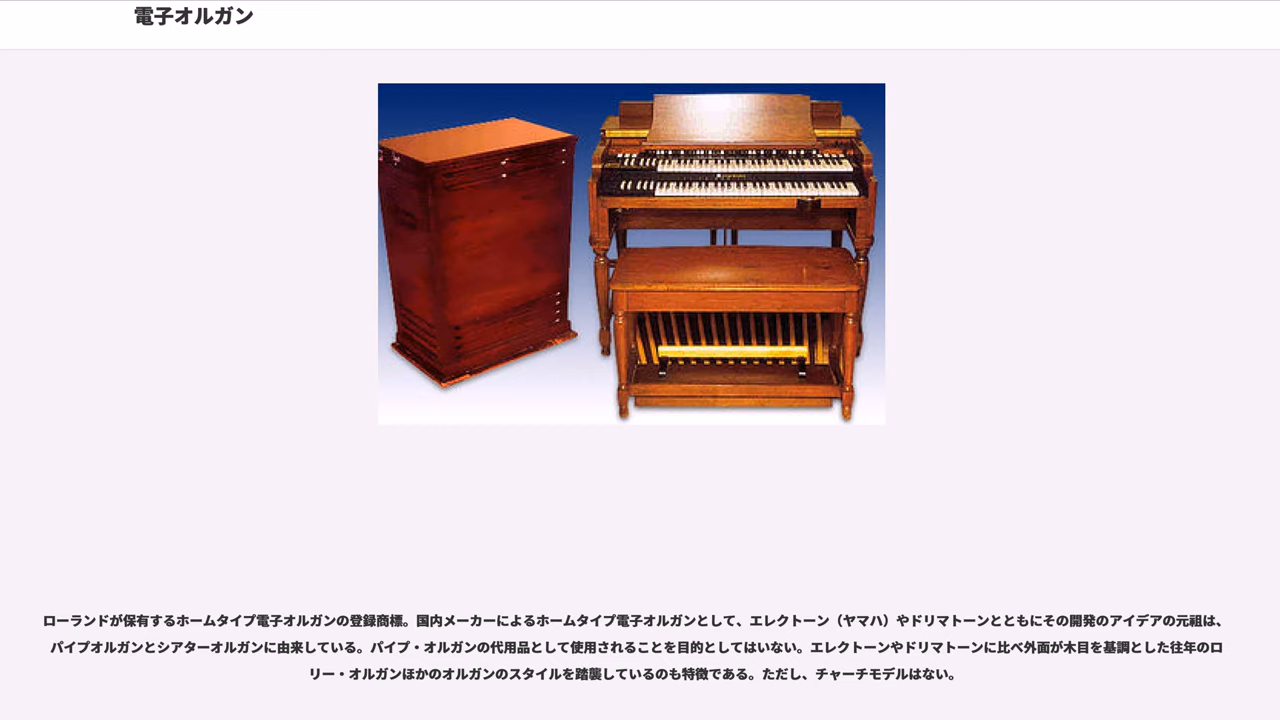 電子オルガン
ローランドが保有するホームタイプ電子オルガンの登録商標。国内メーカーによるホームタイプ電子オルガンとして、エレクトーン（ヤマハ）やドリマトーンとともにその開発のアイデアの元祖は、
パイプオルガンとシアターオルガンに由来している。パイプ・オルガンの代用品として使用されることを目的としてはいない。エレクトーンやドリマトーンに比べ外面が木目を基調とした往年のロ
リー・オルガンほかのオルガンのスタイルを踏襲しているのも特徴である。ただし、チャーチモデルはない。